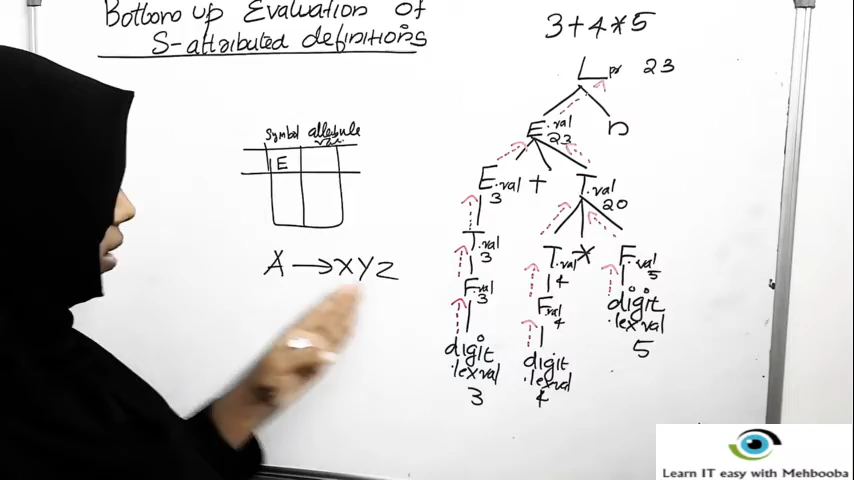 Bottom up Evaluation of
S-attributed definitions
3+4*5
L pr 23
E.val n
23
E.val + T.val
3 20
T.val T.val * F.val
3 4 5
F.val F.val digit
3 4 .lexval
digit digit 5
.lexval .lexval
3 4
Symbol attribute
val
E
A → XYZ
Learn IT easy with Mehbooba